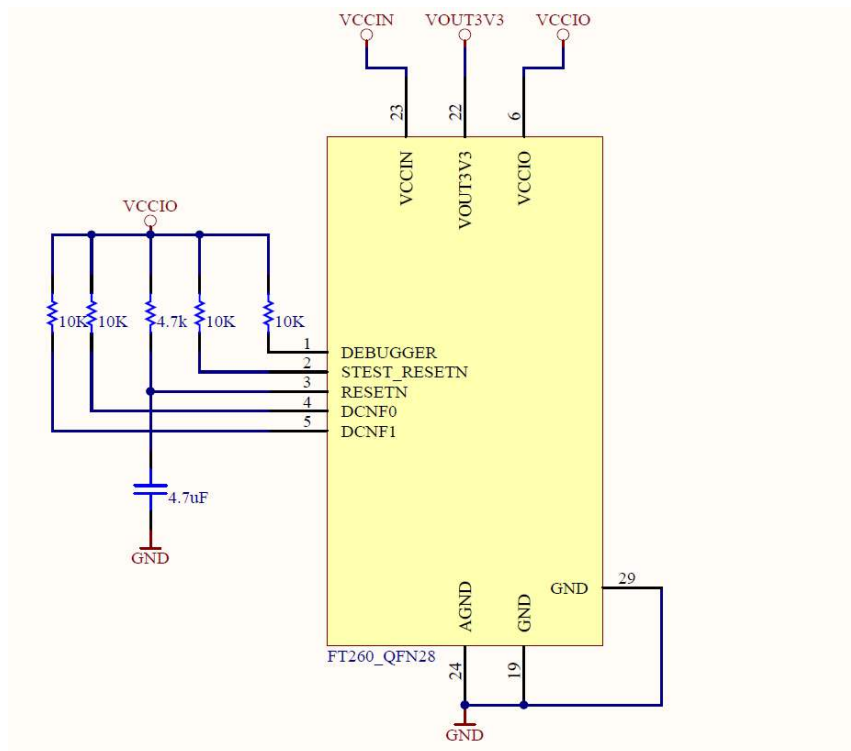 VCCIN VOUT3V3 VCCIO
23 22 6
VCCIN VOUT3V3 VCCIO
VCCIO
10K 10K 4.7k 10K 10K
1 DEBUGGER
2 STEST_RESETN
3 RESETN
4 DCNF0
5 DCNF1
4.7uF
GND
GND 29
AGND GND
FT260_QFN28
24 19
GND